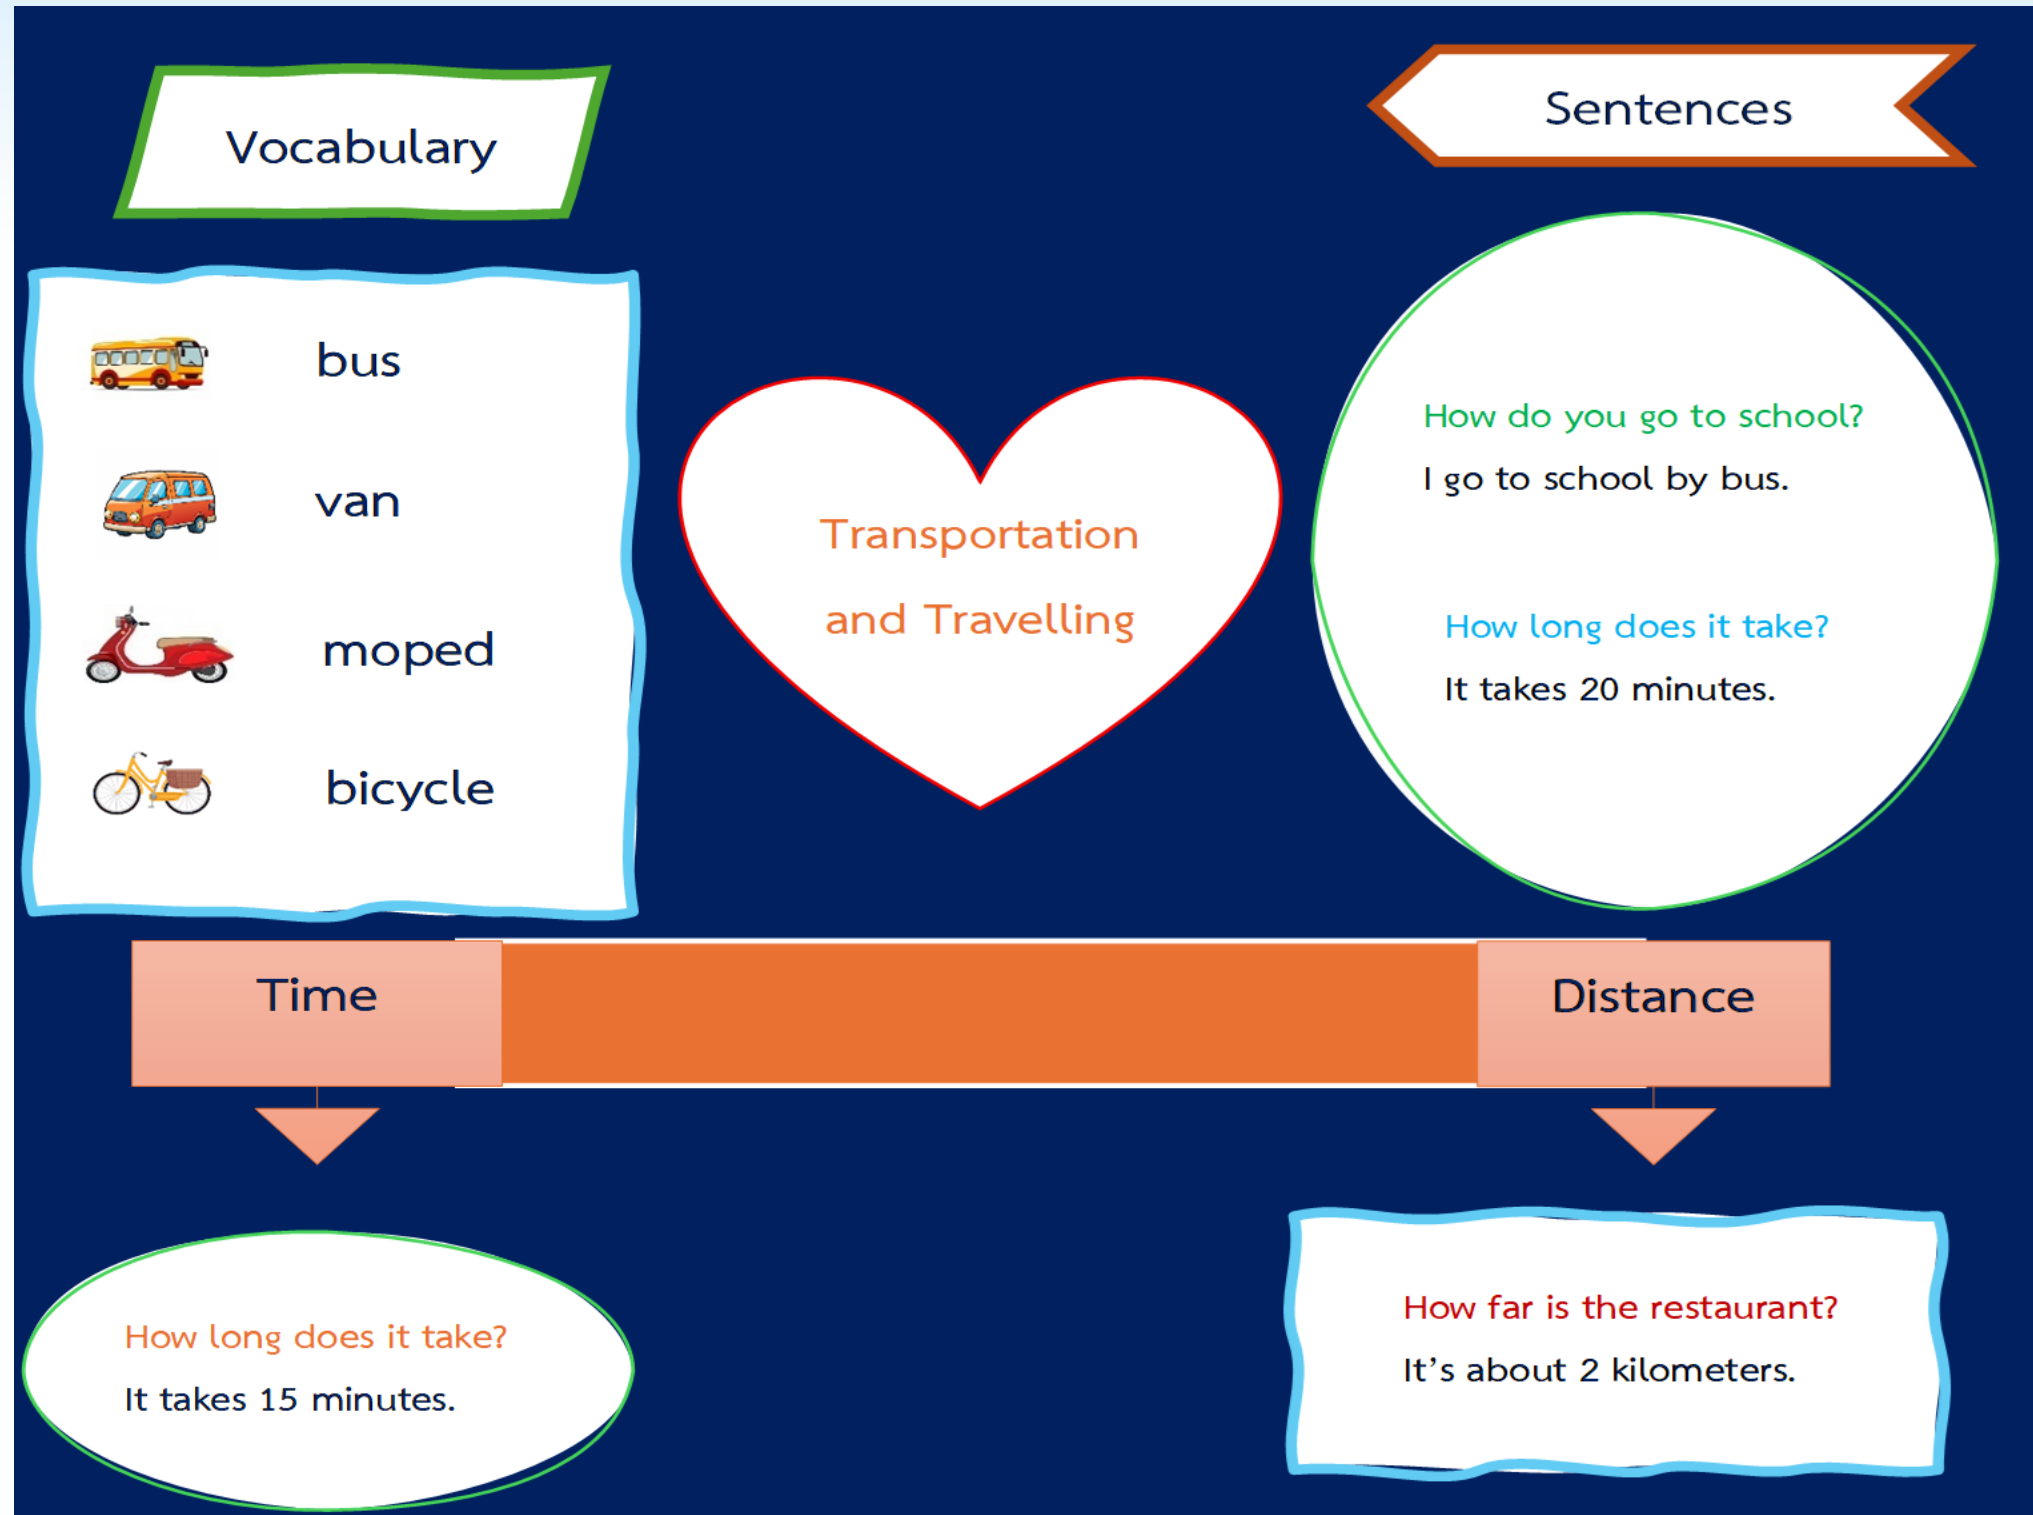 Vocabulary
bus
van
moped
bicycle
Transportation
and Travelling
Sentences
How do you go to school?
I go to school by bus.
How long does it take?
It takes 20 minutes.
Time
How long does it take?
It takes 15 minutes.
Distance
How far is the restaurant?
It’s about 2 kilometers.